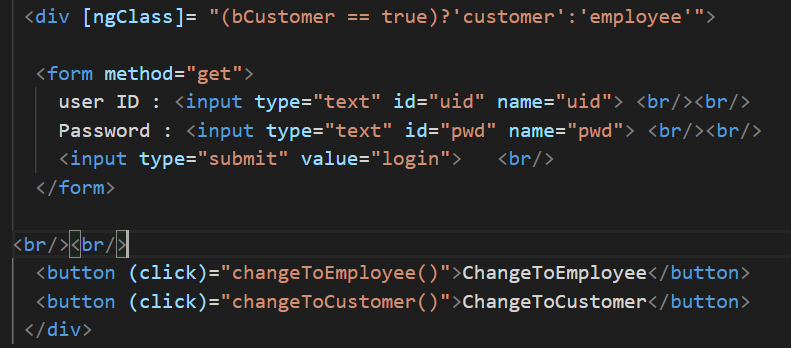 <div [ngClass]= "(bCustomer == true)?'customer':'employee'">
<form method="get">
user ID : <input type="text" id="uid" name="uid"> <br/><br/>
Password : <input type="text" id="pwd" name="pwd"> <br/><br/>
<input type="submit" value="login">   <br/>
</form>
<br/><br/>
<button (click)="changeToEmployee()">ChangeToEmployee</button>
<button (click)="changeToCustomer()">ChangeToCustomer</button>
</div>